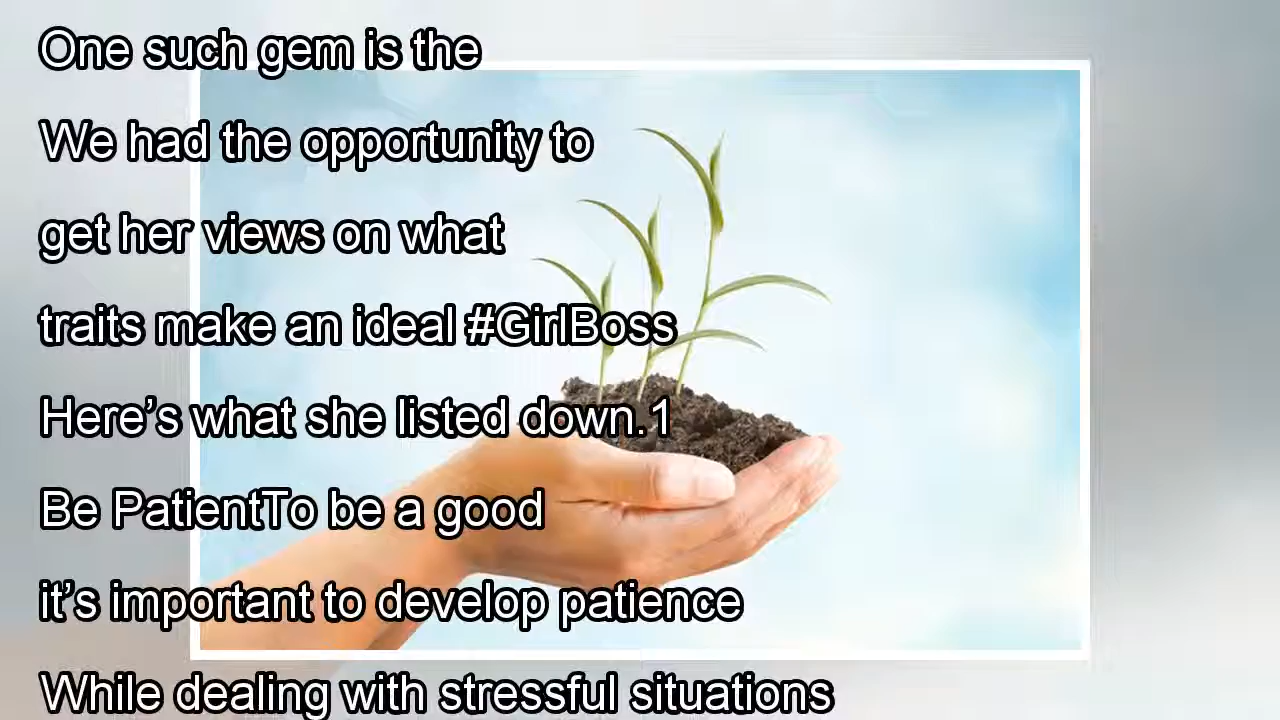 One such gem is the
We had the opportunity to
get her views on what
traits make an ideal #GirlBoss
Here’s what she listed down.1
Be PatientTo be a good
it’s important to develop patience
While dealing with stressful situations